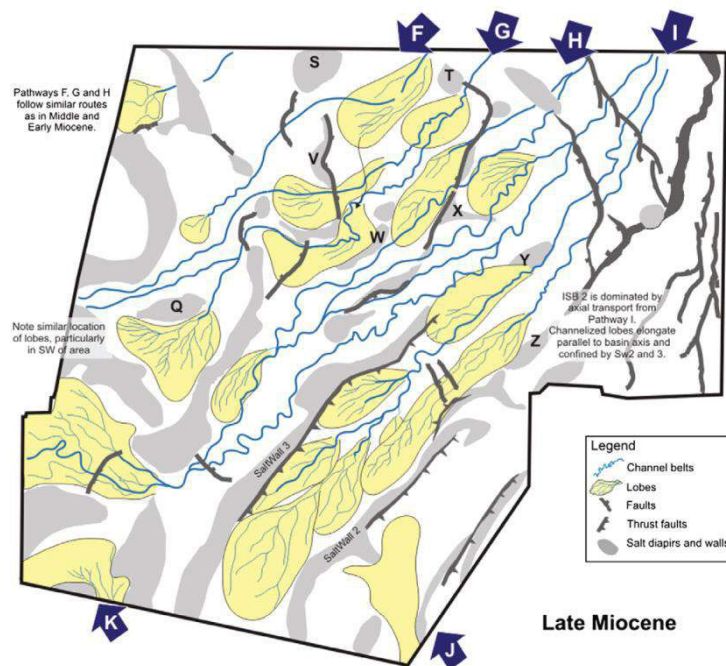 F
G
H
I
S
T
Pathways F, G and H
follow similar routes
as in Middle and
Early Miocene.
V
X
W
Y
Q
ISB 2 is dominated by
axial transport from
Pathway I.
Channelized lobes elongate
parallel to basin axis and
confined by Sw2 and 3.
Note similar location
of lobes, particularly
in SW of area
Z
SaltWall 3
SaltWall 2
Legend
Channel belts
Lobes
Faults
Thrust faults
Salt diapirs and walls
K
J
Late Miocene